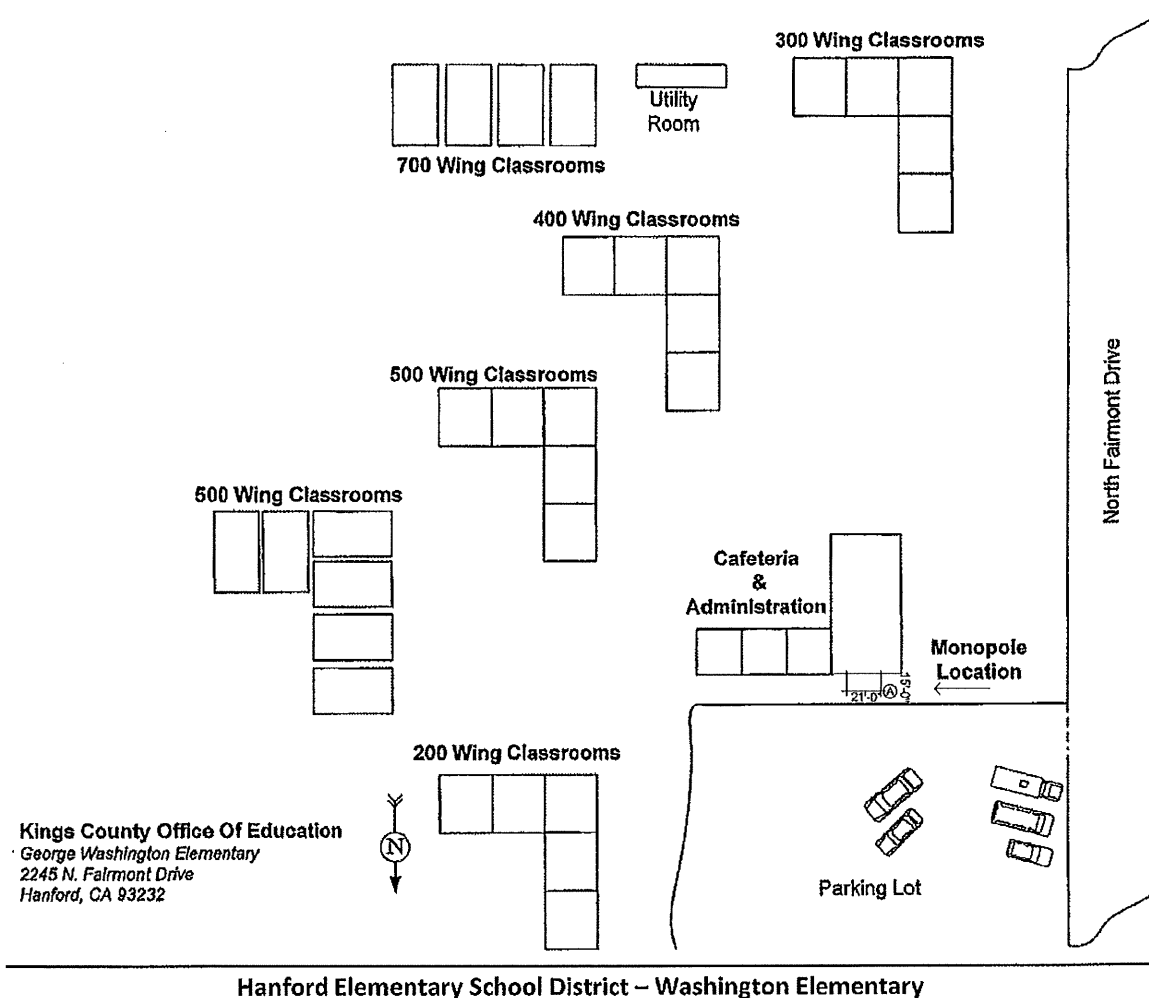 300 Wing Classrooms
Utility
Room
700 Wing Classrooms
400 Wing Classrooms
500 Wing Classrooms
500 Wing Classrooms
North Fairmont Drive
Cafeteria
&
Administration
Monopole
Location
21'-0"
A
15'-0"
200 Wing Classrooms
Kings County Office Of Education
George Washington Elementary
2245 N. Fairmont Drive
Hanford, CA 93232
N
Parking Lot
Hanford Elementary School District – Washington Elementary